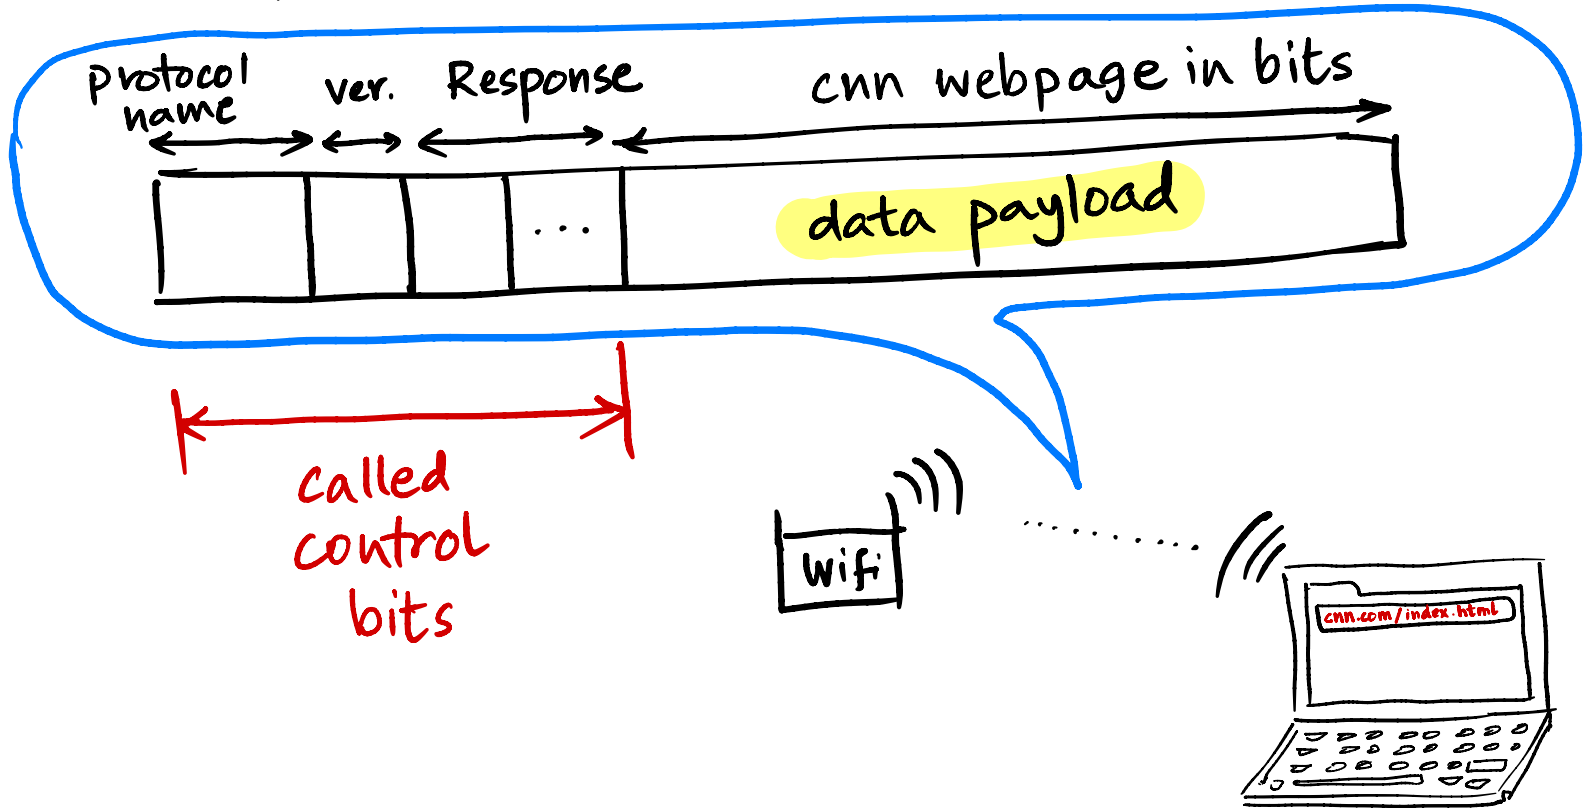 protocol name
ver.
Response
cnn webpage in bits
...
data payload
called
control
bits
wifi
cnn.com/index.html